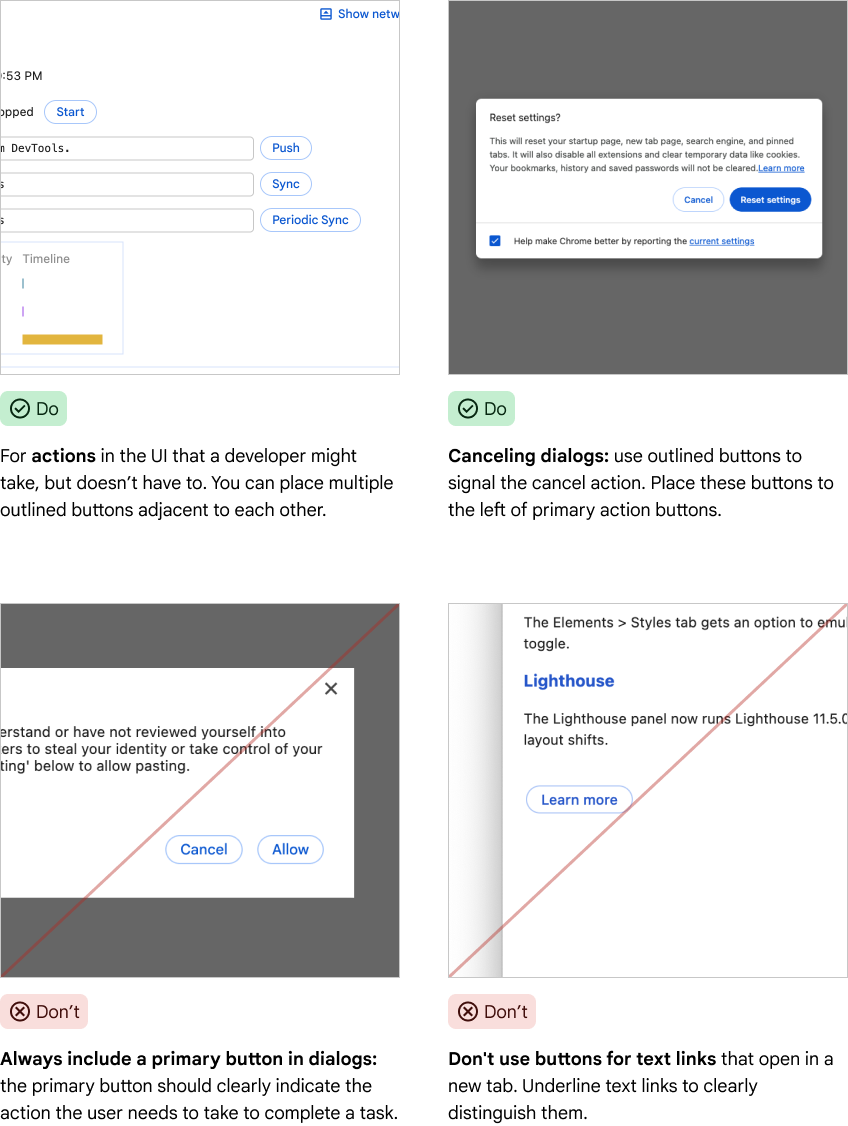 Show netw
:53 PM
opped Start
n DevTools. Push
s Sync
s Periodic Sync
ty Timeline
Do
For actions in the UI that a developer might
take, but doesn’t have to. You can place multiple
outlined buttons adjacent to each other.
Reset settings?
This will reset your startup page, new tab page, search engine, and pinned
tabs. It will also disable all extensions and clear temporary data like cookies.
Your bookmarks, history and saved passwords will not be cleared.Learn more
Cancel Reset settings
Help make Chrome better by reporting the current settings
Do
Canceling dialogs: use outlined buttons to
signal the cancel action. Place these buttons to
the left of primary action buttons.
erstand or have not reviewed yourself into
ers to steal your identity or take control of your
ting' below to allow pasting.
Cancel Allow
Don’t
Always include a primary button in dialogs:
the primary button should clearly indicate the
action the user needs to take to complete a task.
The Elements > Styles tab gets an option to emu
toggle.
Lighthouse
The Lighthouse panel now runs Lighthouse 11.5.0
layout shifts.
Learn more
Don’t
Don't use buttons for text links that open in a
new tab. Underline text links to clearly
distinguish them.